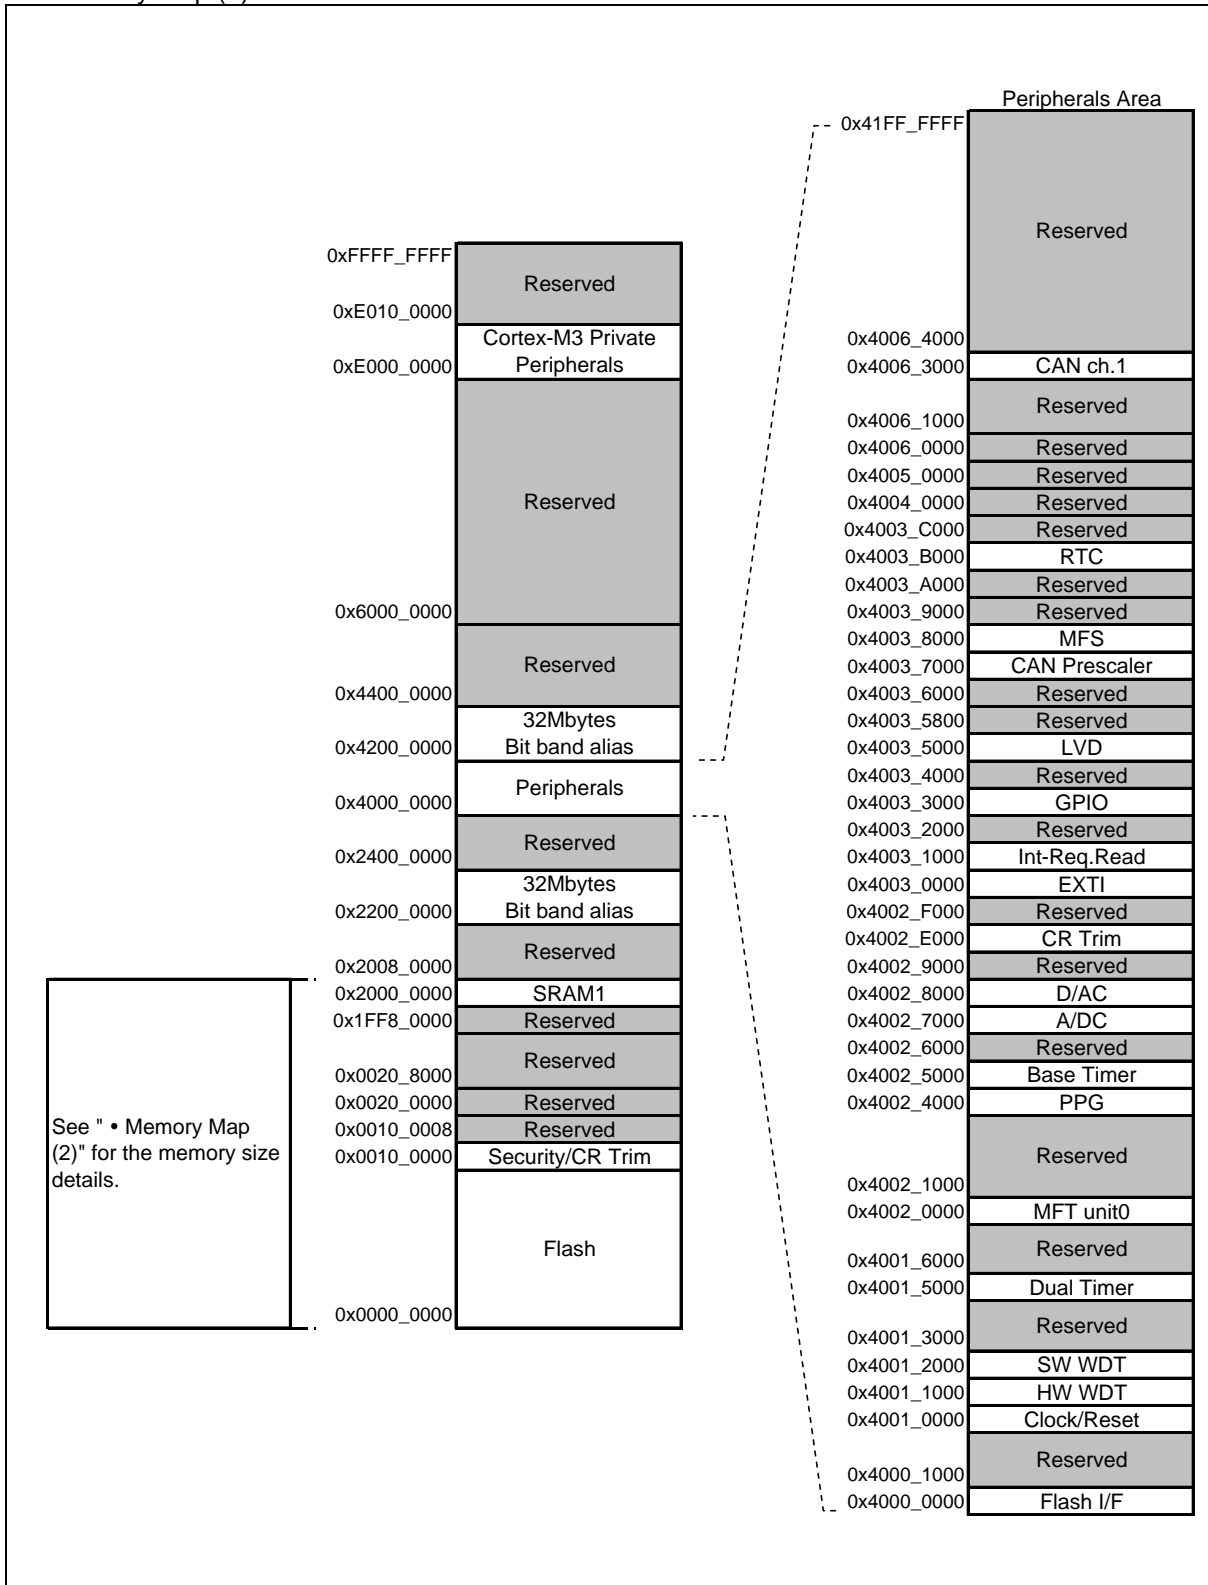 Peripherals Area
0x41FF_FFFF
Reserved
0x4006_4000
0x4006_3000 CAN ch.1
Reserved
0x4006_1000
0x4006_0000 Reserved
0x4005_0000 Reserved
0x4004_0000 Reserved
0x4003_C000 Reserved
0x4003_B000 RTC
0x4003_A000 Reserved
0x4003_9000 Reserved
0x4003_8000 MFS
0x4003_7000 CAN Prescaler
0x4003_6000 Reserved
0x4003_5800 Reserved
0x4003_5000 LVD
0x4003_4000 Reserved
0x4003_3000 GPIO
0x4003_2000 Reserved
0x4003_1000 Int-Req.Read
0x4003_0000 EXTI
0x4002_F000 Reserved
0x4002_E000 CR Trim
0x4002_9000 Reserved
0x4002_8000 D/AC
0x4002_7000 A/DC
0x4002_6000 Reserved
0x4002_5000 Base Timer
0x4002_4000 PPG
Reserved
0x4002_1000
0x4002_0000 MFT unit0
Reserved
0x4001_6000
0x4001_5000 Dual Timer
Reserved
0x4001_3000
0x4001_2000 SW WDT
0x4001_1000 HW WDT
0x4001_0000 Clock/Reset
Reserved
0x4000_1000
0x4000_0000 Flash I/F
0xFFFF_FFFF
Reserved
0xE010_0000
Cortex-M3 Private
0xE000_0000 Peripherals
Reserved
0x6000_0000
Reserved
0x4400_0000
32Mbytes
0x4200_0000 Bit band alias
Peripherals
0x4000_0000
Reserved
0x2400_0000
32Mbytes
0x2200_0000 Bit band alias
Reserved
0x2008_0000
0x2000_0000 SRAM1
0x1FF8_0000 Reserved
Reserved
0x0020_8000
0x0020_0000 Reserved
0x0010_0008 Reserved
0x0010_0000 Security/CR Trim
Flash
0x0000_0000
See " • Memory Map
(2)" for the memory size
details.